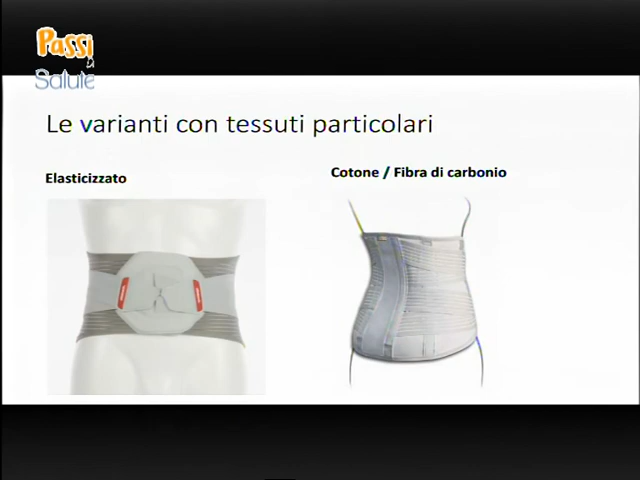 Passi
di
Salute
Le varianti con tessuti particolari
Elasticizzato
Cotone / Fibra di carbonio